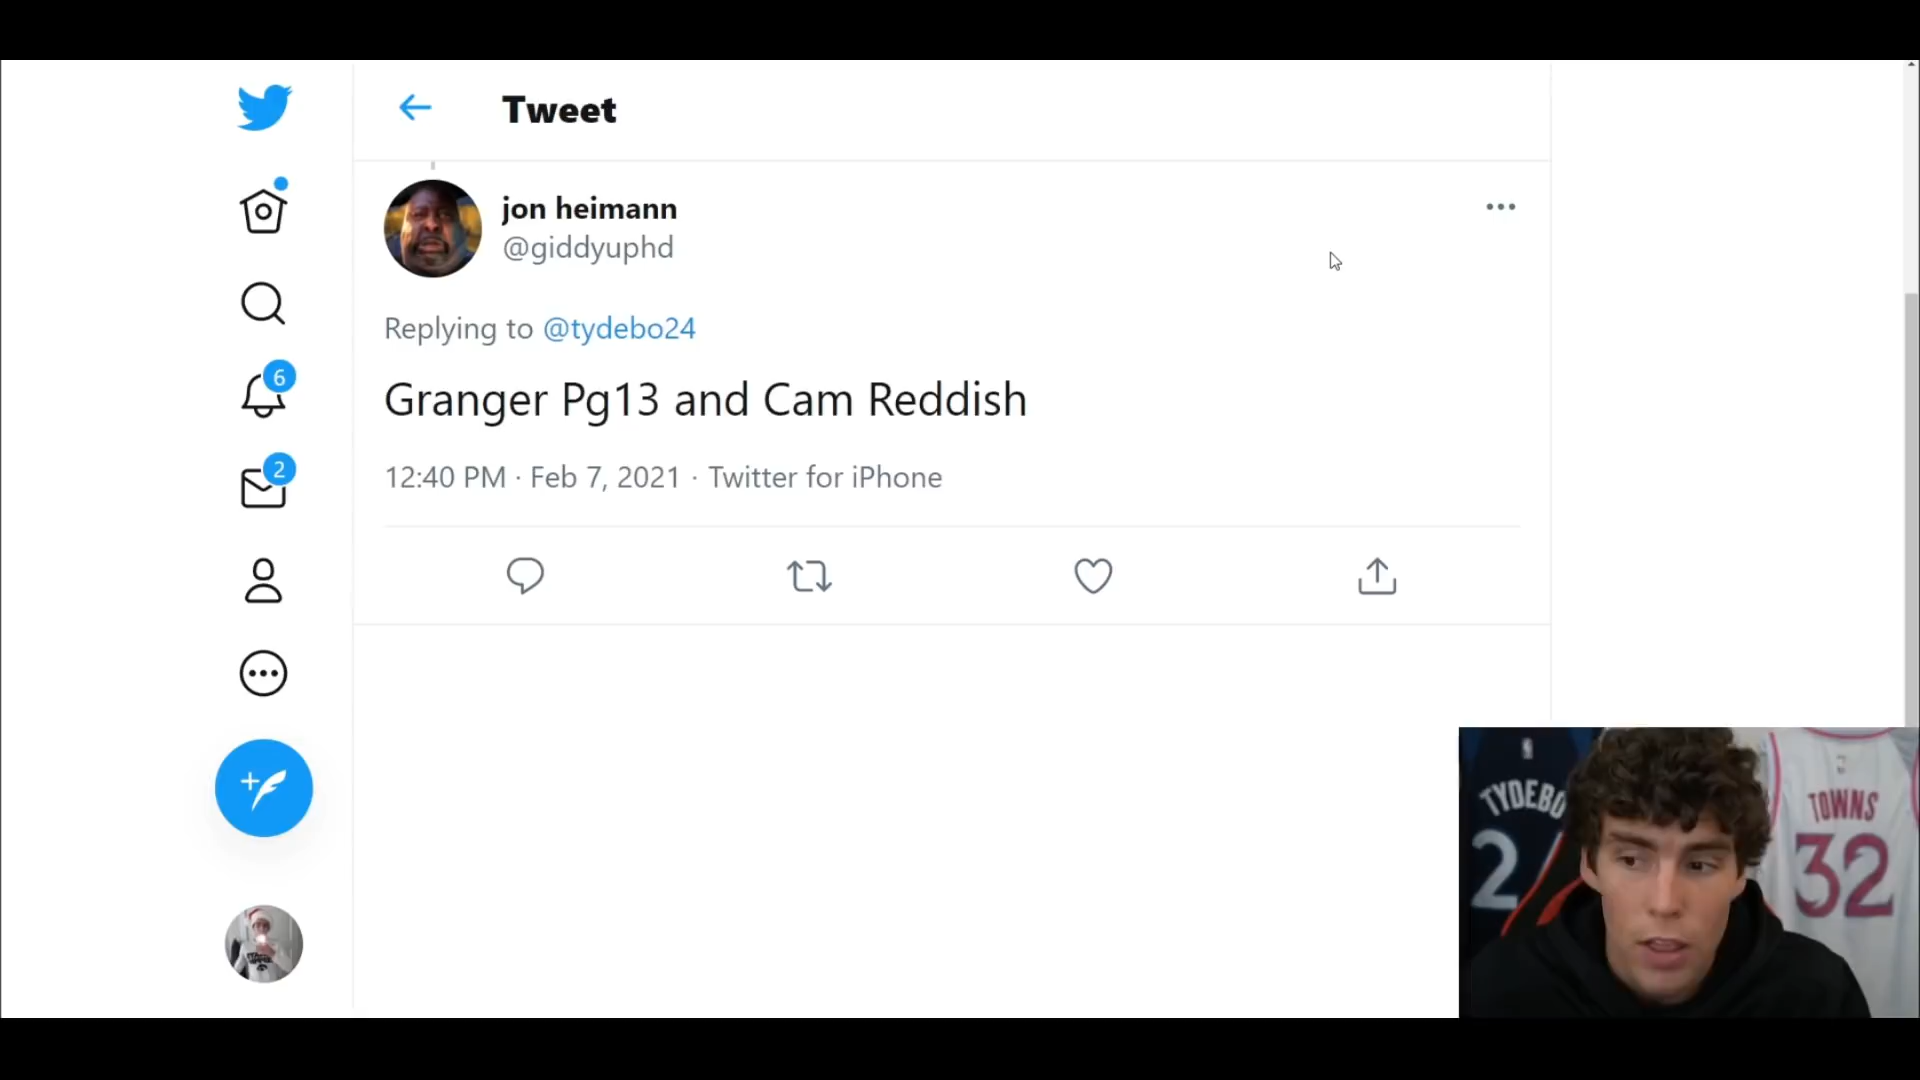 Tweet
jon heimann
@giddyuphd
Replying to @tydebo24
Granger Pg13 and Cam Reddish
12:40 PM · Feb 7, 2021 · Twitter for iPhone
6
2
TYDEBO
2
TOWNS
32